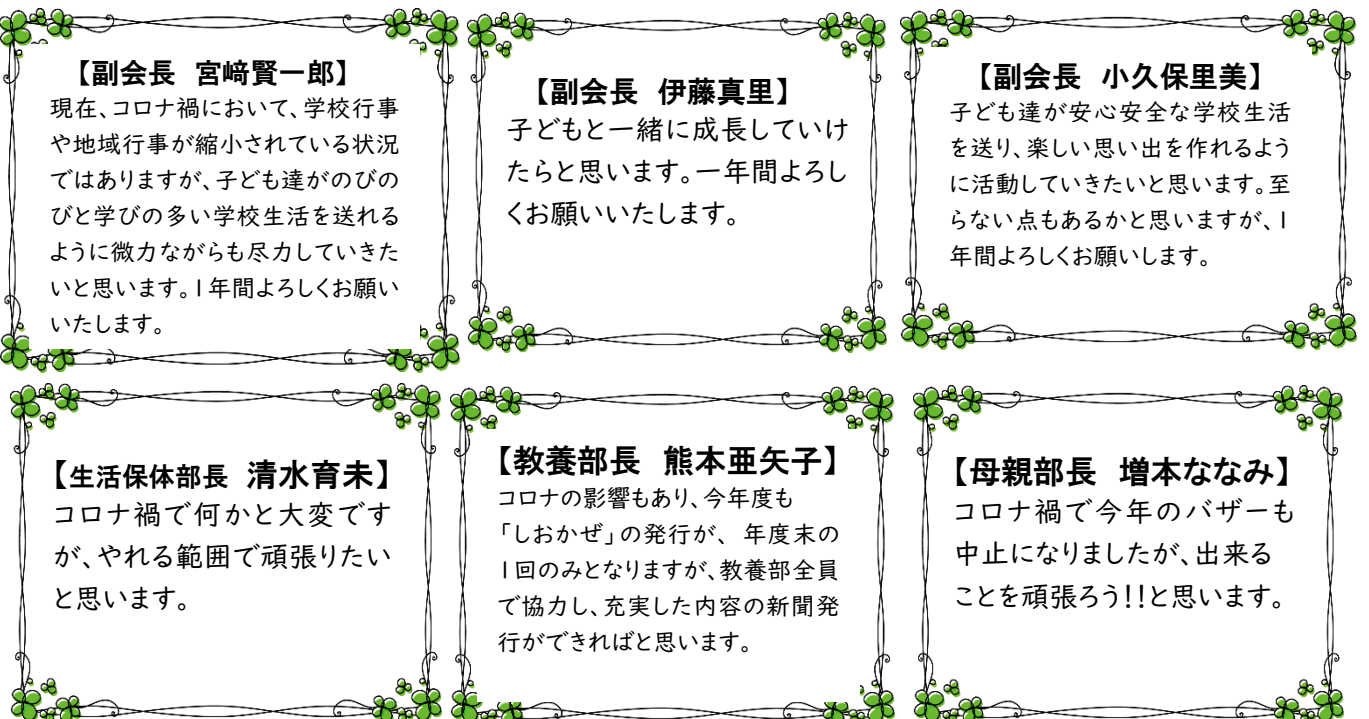 【副会長　宮﨑賢一郎】
現在、コロナ禍において、学校行事
や地域行事が縮小されている状況
ではありますが、子ども達がのびの
びと学びの多い学校生活を送れる
ように微力ながらも尽力していきた
いと思います。1年間よろしくお願い
いたします。
【副会長　伊藤真里】
子どもと一緒に成長していけ
たらと思います。一年間よろし
くお願いいたします。
【副会長　小久保里美】
子ども達が安心安全な学校生活
を送り、楽しい思い出を作れるよう
に活動していきたいと思います。至
らない点もあるかと思いますが、1
年間よろしくお願いします。
【生活保体部長　清水育未】
コロナ禍で何かと大変です
が、やれる範囲で頑張りたい
と思います。
【教養部長　熊本亜矢子】
コロナの影響もあり、今年度も
「しおかぜ」の発行が、年度末の
1回のみとなりますが、教養部全員
で協力し、充実した内容の新聞発
行ができればと思います。
【母親部長　増本ななみ】
コロナ禍で今年のバザーも
中止になりましたが、出来る
ことを頑張ろう!!と思います。